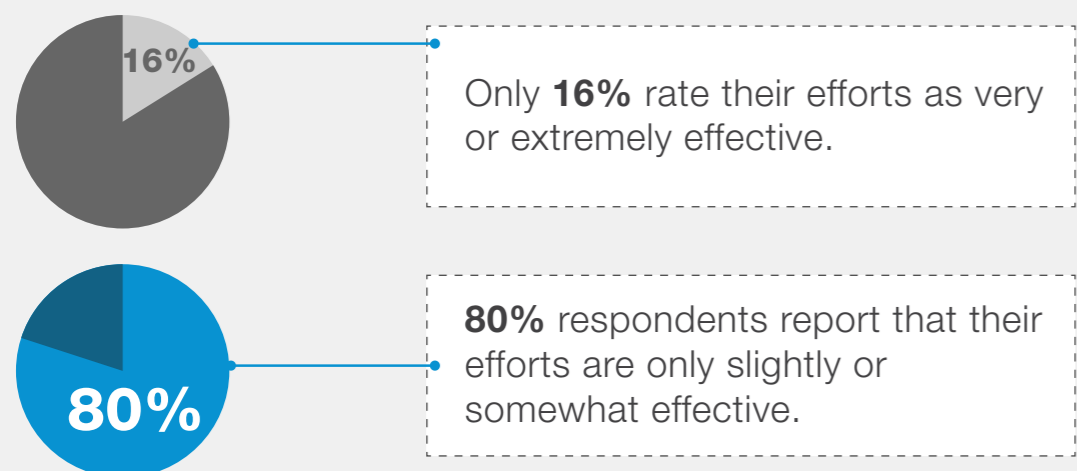 16%
Only 16% rate their efforts as very
or extremely effective.
80%
80% respondents report that their
efforts are only slightly or
somewhat effective.